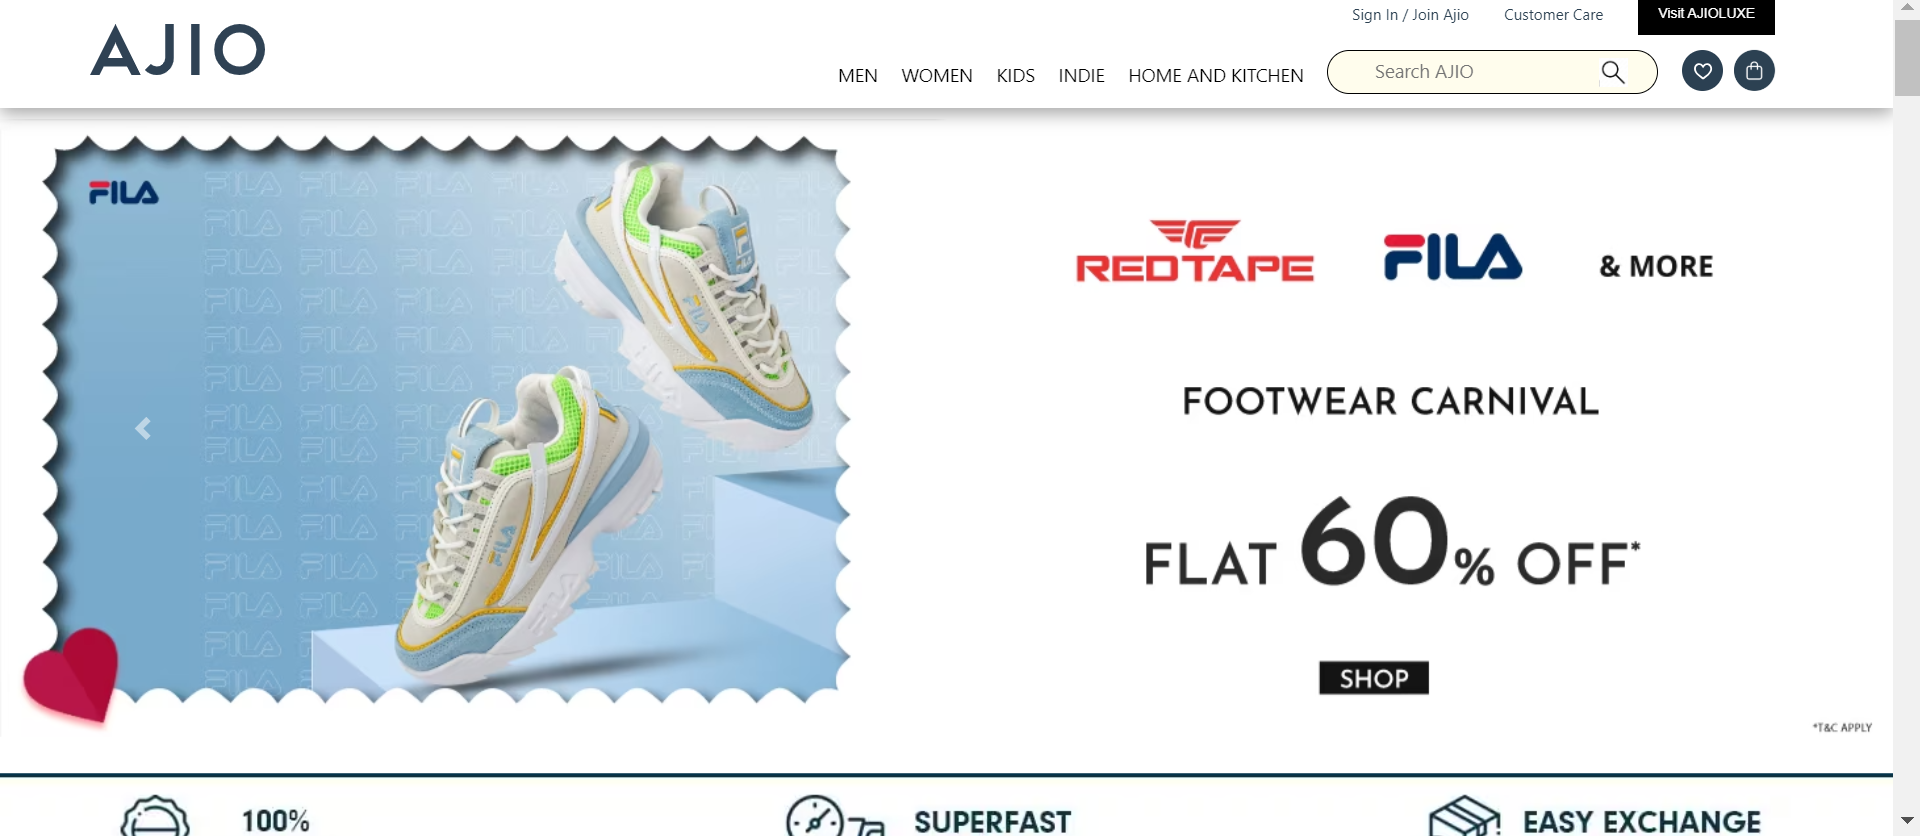 Sign In / Join Ajio Customer Care Visit AJIOLUXE
AJIO
MEN WOMEN KIDS INDIE HOME AND KITCHEN Search AJIO
FILA
REDTAPE FILA & MORE
FOOTWEAR CARNIVAL
FLAT 60% OFF*
SHOP
*T&C APPLY
100% SUPERFAST EASY EXCHANGE